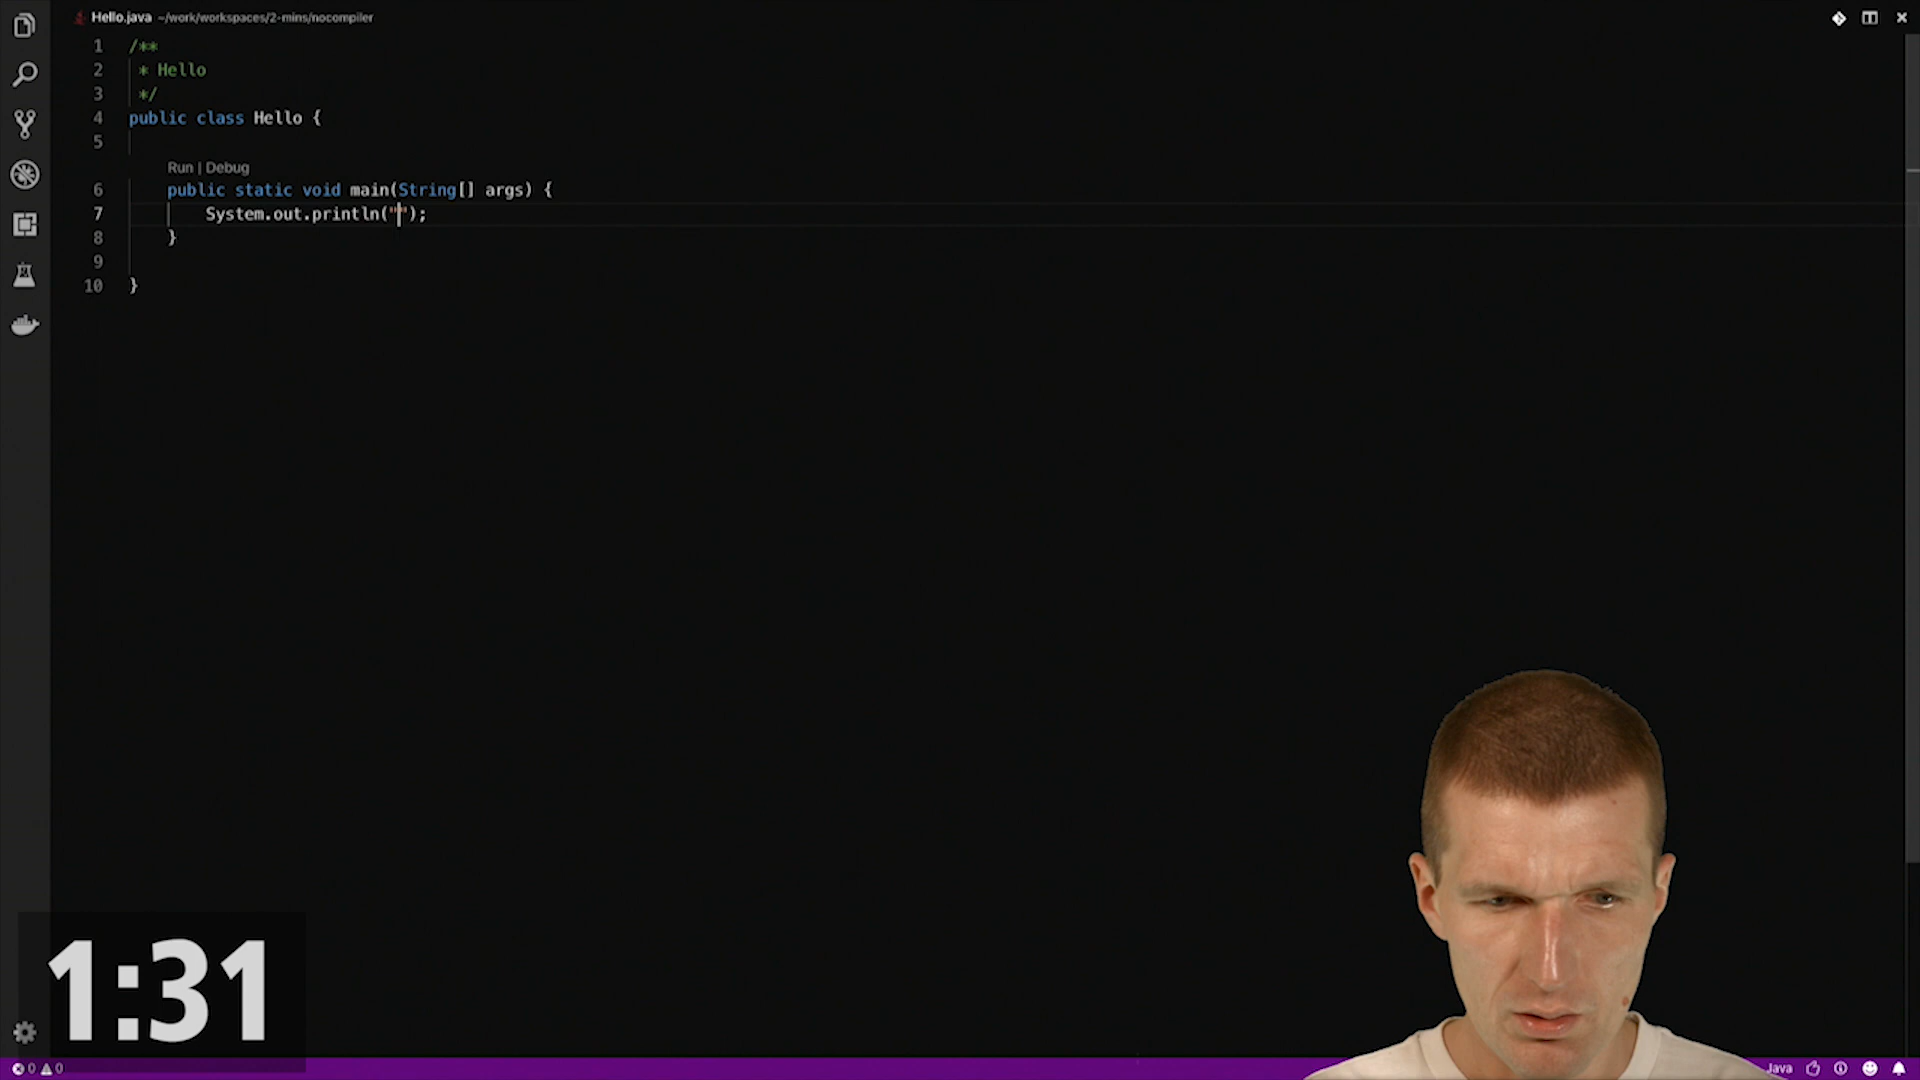 Hello.java ~/work/workspaces/2-mins/nocompiler
1 /**
2 * Hello
3 */
4 public class Hello {
5
Run | Debug
6 public static void main(String[] args) {
7 System.out.println("");
8 }
9
10 }
1:31
0 0
Java